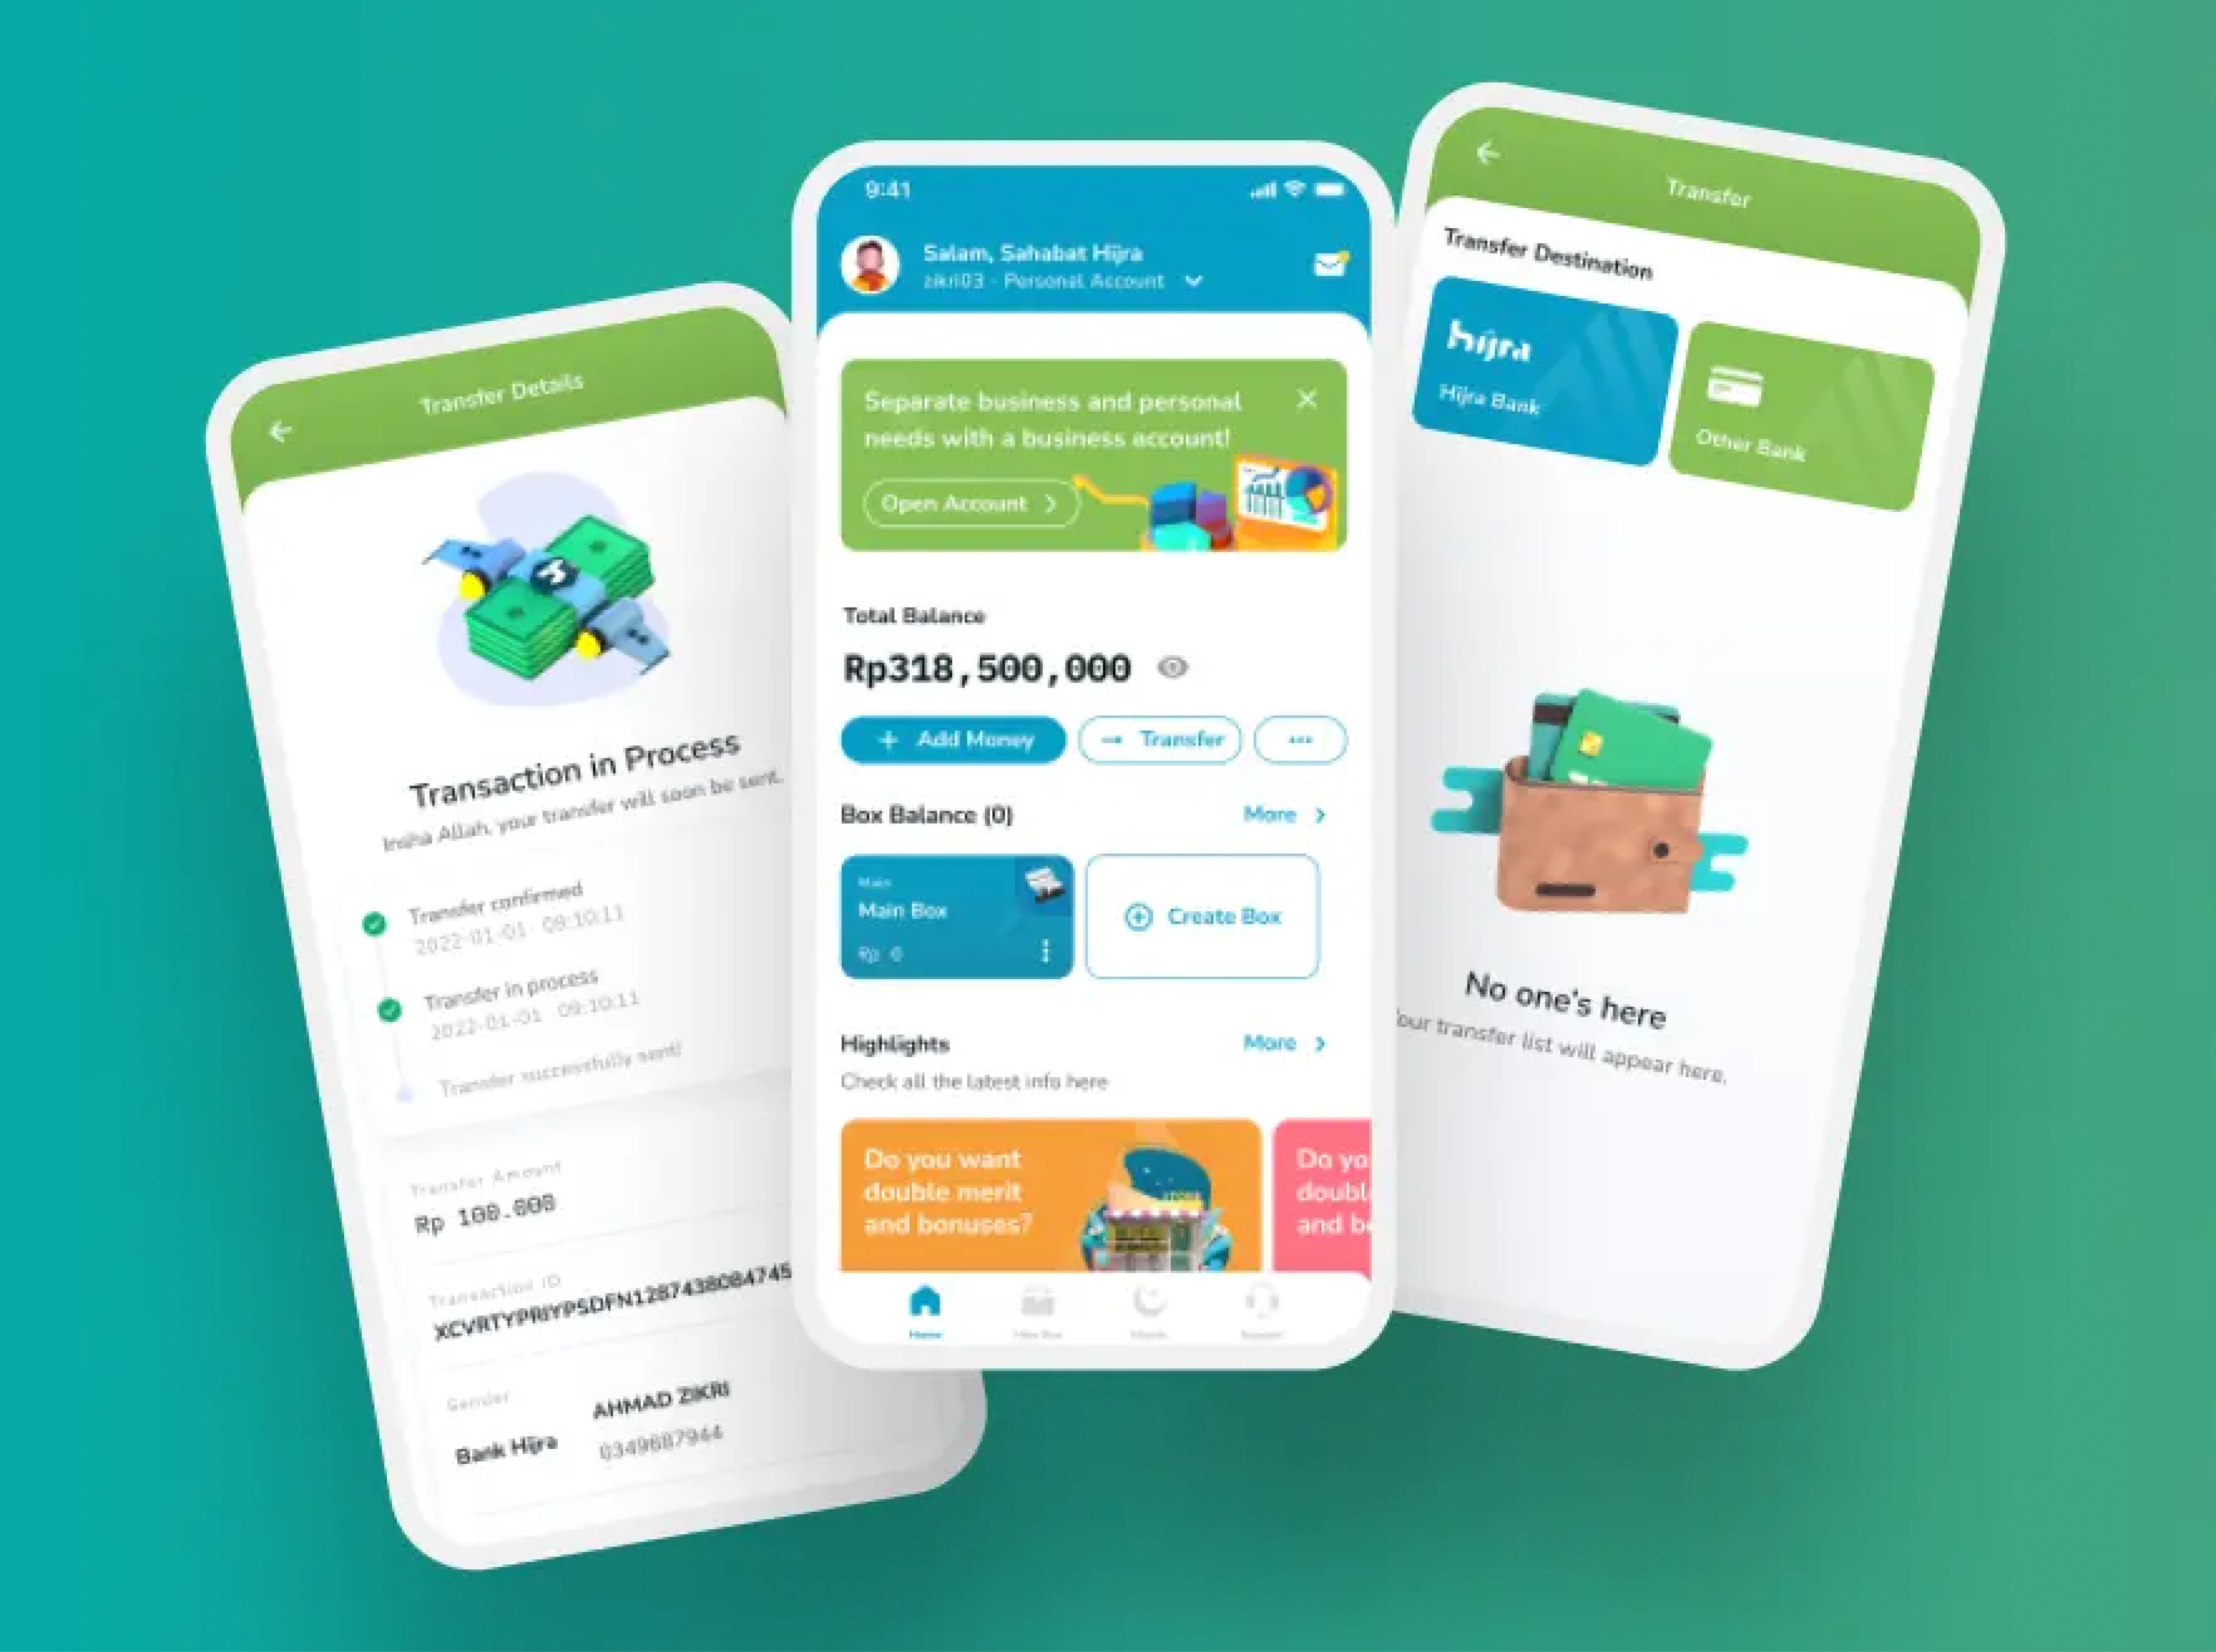 Transfer Details
Transaction in Process
Insha Allah, your transfer will soon be sent.
Transfer confirmed
2022-01-01 09:10:11
Transfer in process
2022-01-01 09:10:11
Transfer successfully sent!
Transfer Amount
Rp 100.000
Transaction ID
XCVRTYPRIYPSDFN1287438084745
Sender
AHMAD ZIKRI
Bank Hijra
0349687944
9:41
Salam, Sahabat Hijra
zikri03 - Personal Account
Separate business and personal
needs with a business account!
Open Account
Total Balance
Rp318,500,000
Add Money
Transfer
Box Balance (0)
More
Main
Main Box
Rp 0
Create Box
Highlights
More
Check all the latest info here
Do you want
double merit
and bonuses?
Do yo
doubl
and b
Home
Transfer
Transfer Destination
hijra
Hijra Bank
Other Bank
No one's here
our transfer list will appear here.